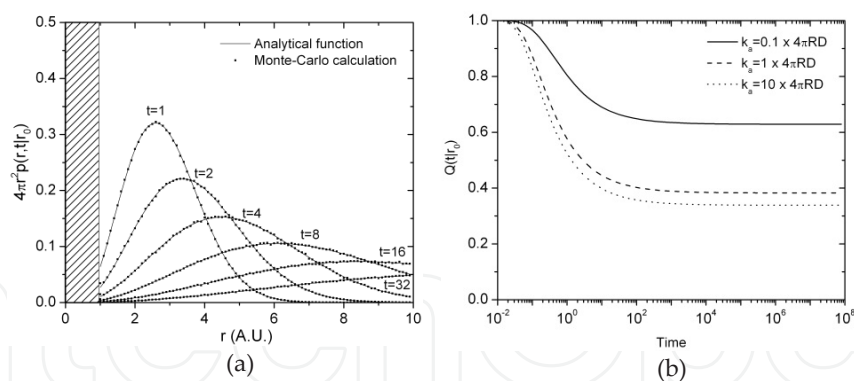 0.5
0.4
0.3
0.2
0.1
0.0
4πr²p(r,t|r₀)
Analytical function
Monte-Carlo calculation
t=1
t=2
t=4
t=8
t=16
t=32
0 2 4 6 8 10
r (A.U.)
(a)
1.0
0.8
0.6
0.4
0.2
0.0
Q(t|r₀)
kₐ=0.1 x 4πRD
kₐ=1 x 4πRD
kₐ=10 x 4πRD
10⁻² 10⁰ 10² 10⁴ 10⁶ 10⁸
Time
(b)